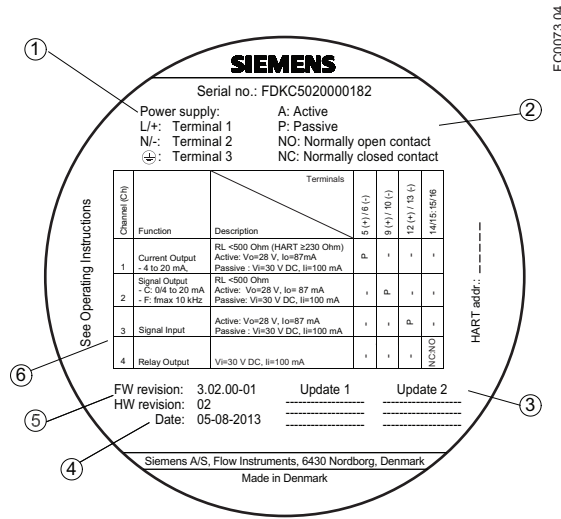 EC0073.04
SIEMENS
Serial no.: FDKC5020000182
Power supply: A: Active
L/+: Terminal 1 P: Passive
N/-: Terminal 2 NO: Normally open contact
: Terminal 3 NC: Normally closed contact
See Operating Instructions
HART addr.: _ _ _ _ _ _
Terminals
Channel (Ch) Function Description 5 (+) / 6 (-) 9 (+) / 10 (-) 12 (+) / 13 (-) 14/15:15/16
RL <500 Ohm (HART ≥230 Ohm)
Current Output Active: Vo=28 V, Io=87mA
1 - 4 to 20 mA, Passive : Vi=30 V DC, Ii=100 mA P - - -
Signal Output RL <500 Ohm
- C: 0/4 to 20 mA Active: Vo=28 V, Io= 87 mA
2 - F: fmax 10 kHz Passive: Vi=30 V DC, Ii=100 mA - P - -
Active: Vo=28 V, Io=87 mA
3 Signal Input Passive : Vi=30 V DC, Ii=100 mA - - P -
4 Relay Output Vi=30 V DC, Ii=100 mA - - - NC:NO
FW revision: 3.02.00-01 Update 1 Update 2
HW revision: 02
Date: 05-08-2013
Siemens A/S, Flow Instruments, 6430 Nordborg, Denmark
Made in Denmark
1
2
3
4
5
6